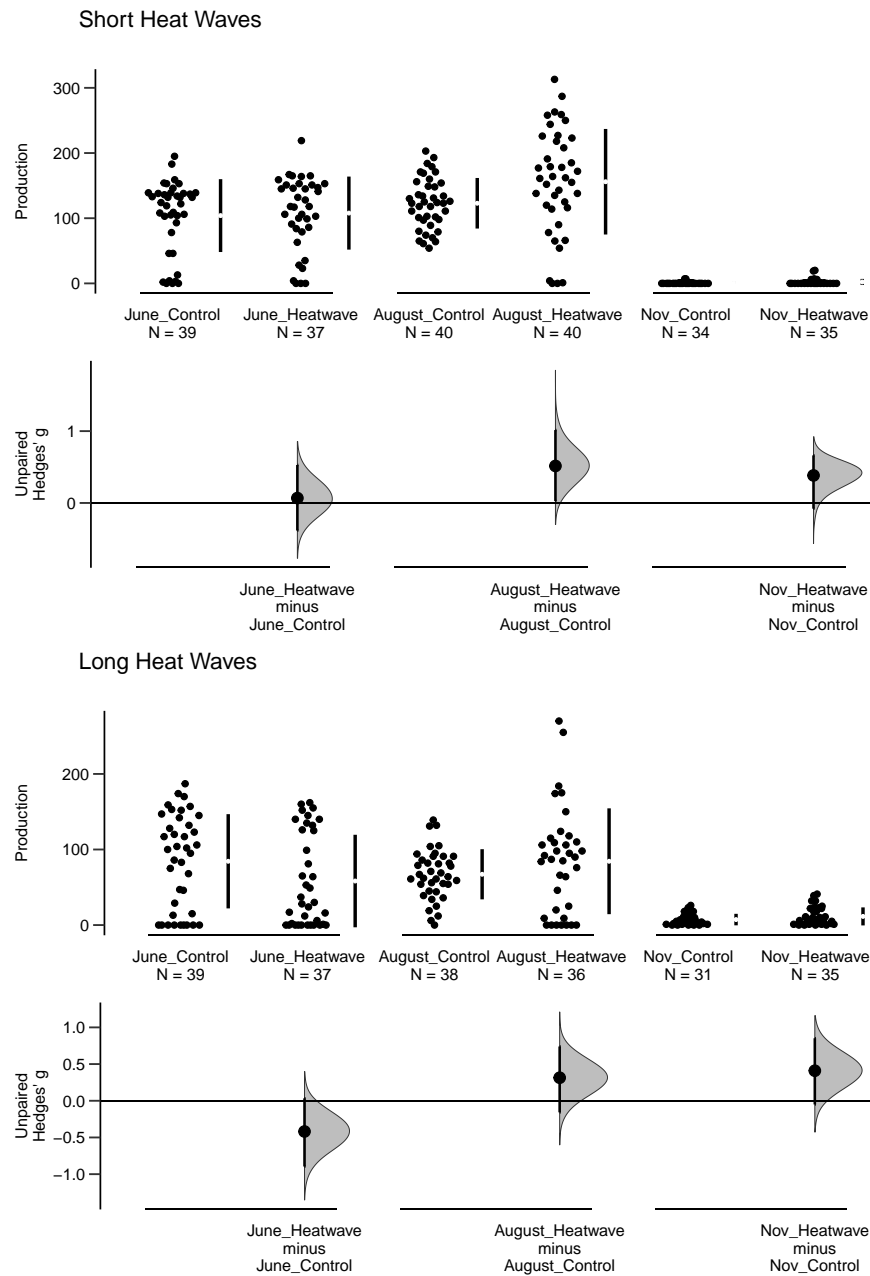 Short Heat Waves
Production
300
200
100
0
June_Control June_Heatwave August_Control August_Heatwave Nov_Control Nov_Heatwave
N = 39 N = 37 N = 40 N = 40 N = 34 N = 35
Unpaired
Hedges' g
1
0
June_Heatwave August_Heatwave Nov_Heatwave
minus minus minus
June_Control August_Control Nov_Control
Long Heat Waves
Production
200
100
0
June_Control June_Heatwave August_Control August_Heatwave Nov_Control Nov_Heatwave
N = 39 N = 37 N = 38 N = 36 N = 31 N = 35
Unpaired
Hedges' g
1.0
0.5
0.0
−0.5
−1.0
June_Heatwave August_Heatwave Nov_Heatwave
minus minus minus
June_Control August_Control Nov_Control